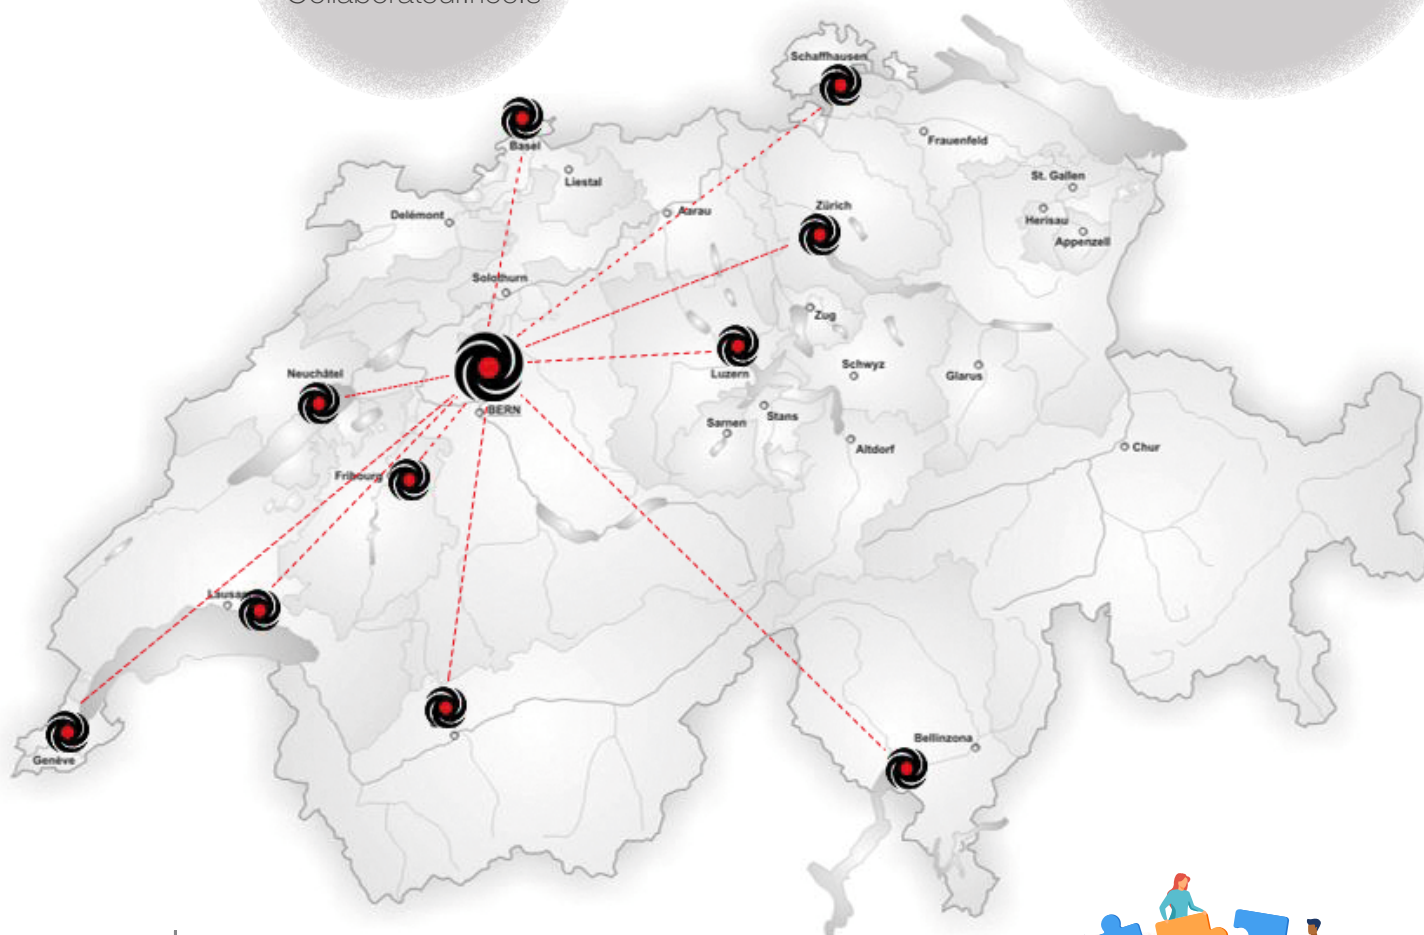 Schaffhausen
Basel
Frauenfeld
Liestal
St. Gallen
Delémont
Aarau
Zürich
Herisau
Appenzell
Solothurn
Zug
Neuchâtel
Luzern
Schwyz
Glarus
BERN
Stans
Sarnen
Altdorf
Chur
Fribourg
Bellinzona
Genève